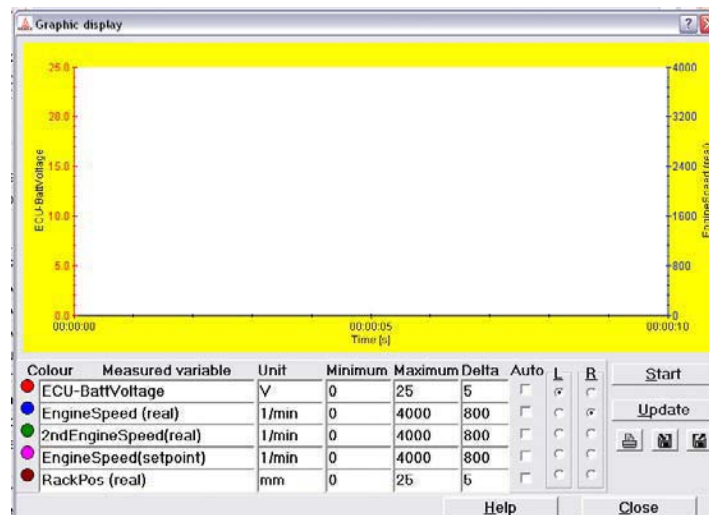 Graphic display
25.0
20.0
15.0
10.0
5.0
0.0
ECU-BattVoltage
4000
3200
2400
1600
800
0
EngineSpeed (real)
00:00:00 00:00:05 00:00:10
Time [s]
Colour Measured variable Unit Minimum Maximum Delta Auto L R
ECU-BattVoltage V 0 25 5
EngineSpeed (real) 1/min 0 4000 800
2ndEngineSpeed(real) 1/min 0 4000 800
EngineSpeed(setpoint) 1/min 0 4000 800
RackPos (real) mm 0 25 5
Start
Update
Help Close